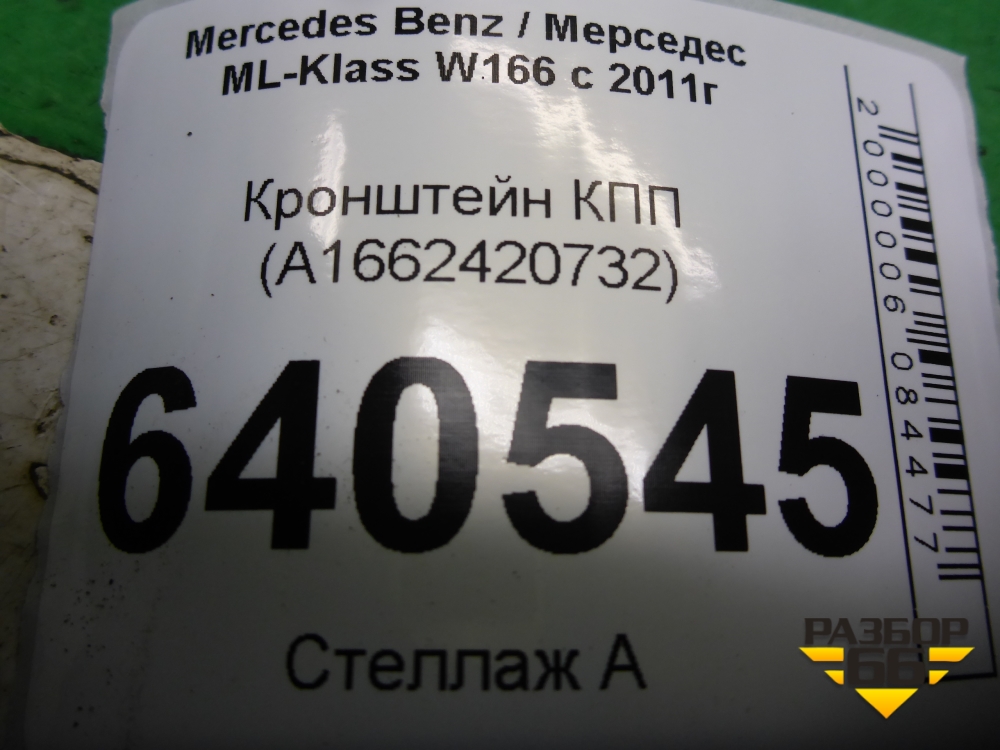 Mercedes Benz / Мерседес
ML-Klass W166 с 2011г
Кронштейн КПП
(A1662420732)
640545
Стеллаж А
2000006084477
РАЗБОР
66